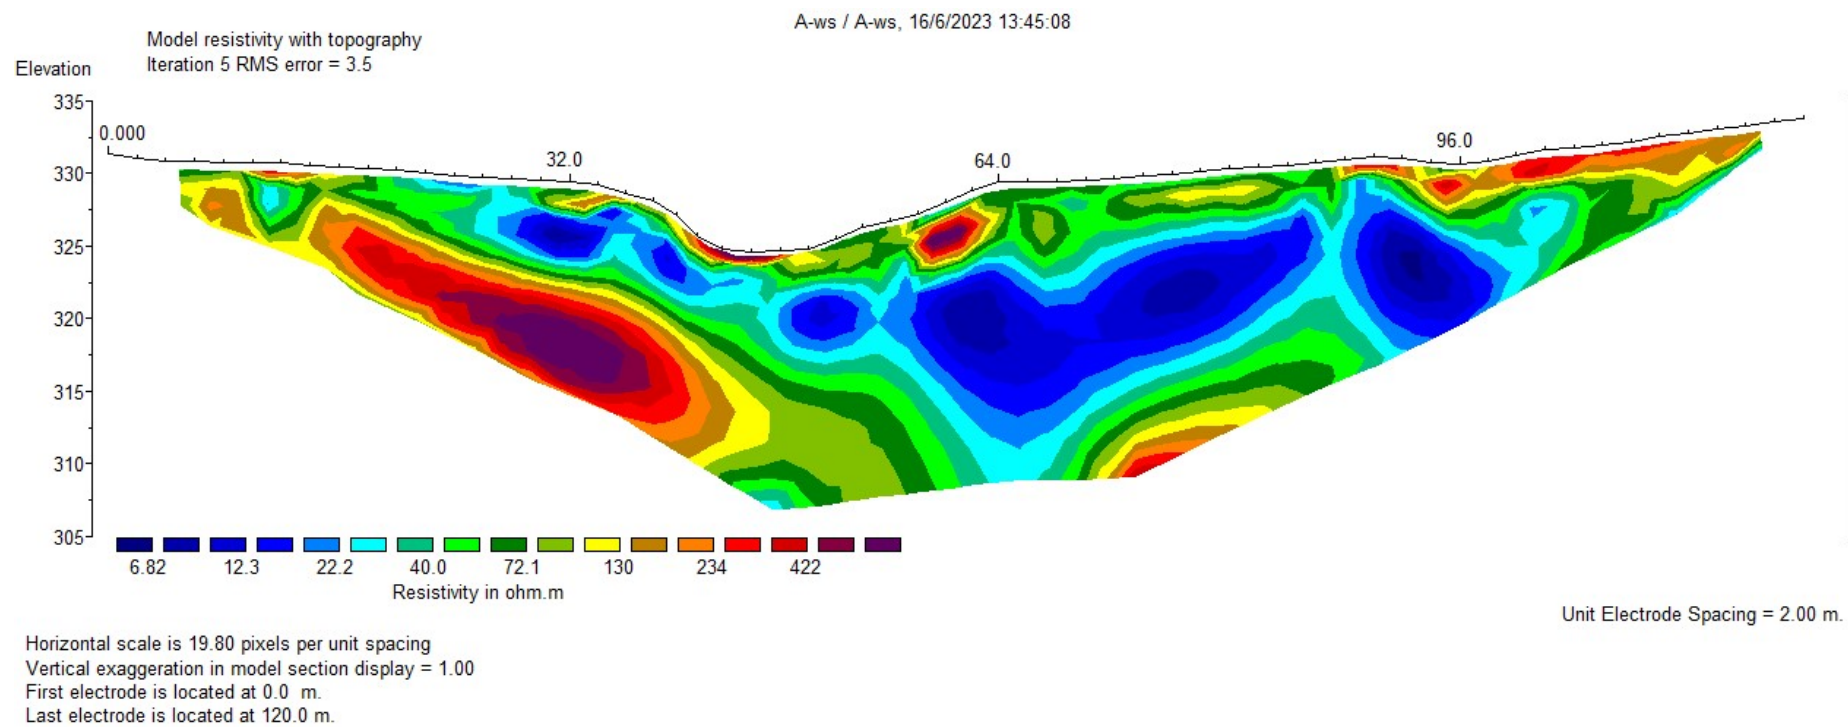 A-ws / A-ws, 16/6/2023 13:45:08
Model resistivity with topography
Iteration 5 RMS error = 3.5
Elevation
335
0.000
32.0
64.0
96.0
330
325
320
315
310
305
6.82 12.3 22.2 40.0 72.1 130 234 422
Resistivity in ohm.m
Unit Electrode Spacing = 2.00 m.
Horizontal scale is 19.80 pixels per unit spacing
Vertical exaggeration in model section display = 1.00
First electrode is located at 0.0 m.
Last electrode is located at 120.0 m.